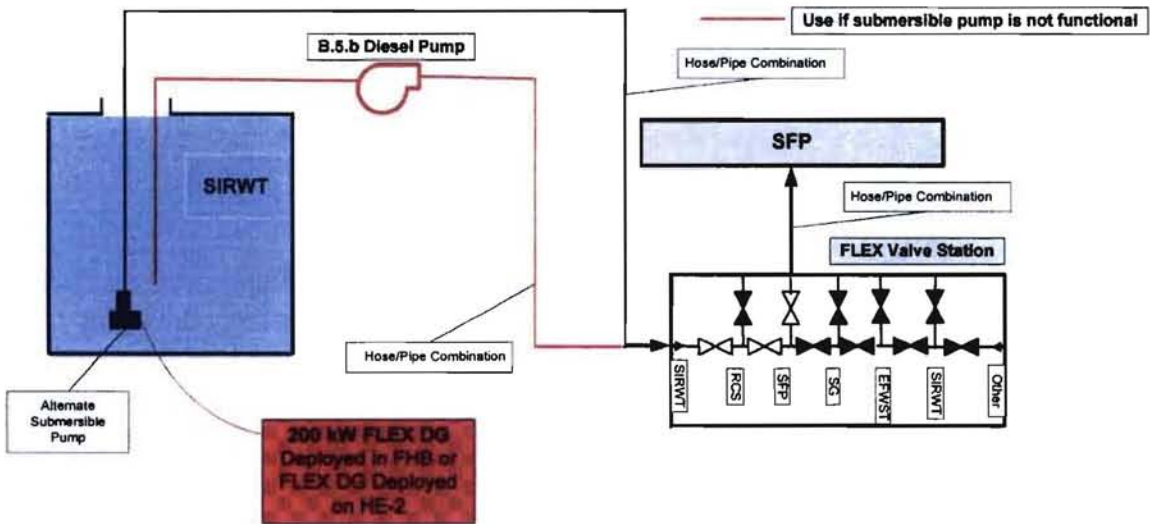 Use if submersible pump is not functional
B.5.b Diesel Pump
Hose/Pipe Combination
SFP
SIRWT
Hose/Pipe Combination
FLEX Valve Station
Hose/Pipe Combination
SIRWT
RCS
SFP
SG
EFWST
SIRWT
Other
Alternate
Submersible
Pump
200 kW FLEX DG
Deployed in FHB or
FLEX DG Deployed
on HE-2